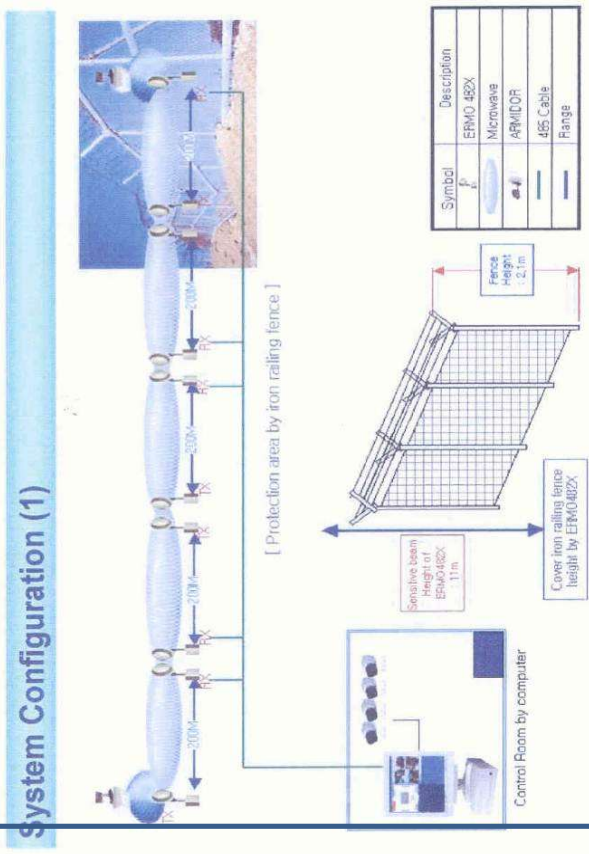 System Configuration (1)
TX
200M
RX
RX
200M
TX
TX
200M
RX
RX
200M
RX
[ Protection area by iron railing fence ]
Control Room by computer
Sensitive beam
Height of
ERMO482X
: 11m
Cover iron railing fence
height by ERMO482X
Fence
Height
: 2,1m
Symbol
Description
ERMO 482X
Microwave
ARMIDOR
485 Cable
Range